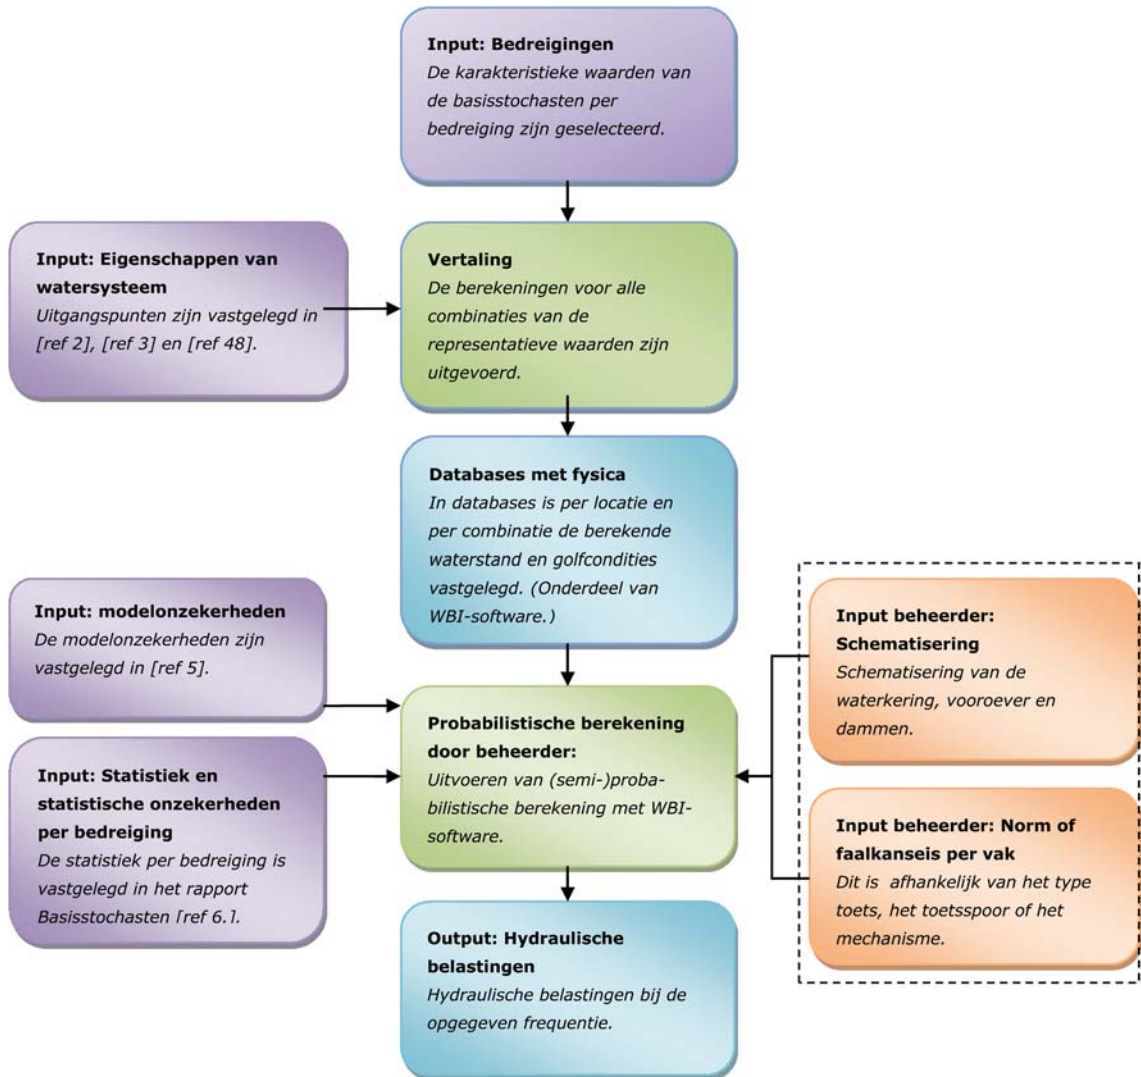 Input: Bedreigingen
De karakteristieke waarden van
de basisstochasten per
bedreiging zijn geselecteerd.
Input: Eigenschappen van
watersysteem
Uitgangspunten zijn vastgelegd in
[ref 2], [ref 3] en [ref 48].
Vertaling
De berekeningen voor alle
combinaties van de
representatieve waarden zijn
uitgevoerd.
Databases met fysica
In databases is per locatie en
per combinatie de berekende
waterstand en golfcondities
vastgelegd. (Onderdeel van
WBI-software.)
Input: modelonzekerheden
De modelonzekerheden zijn
vastgelegd in [ref 5].
Input: Statistiek en
statistische onzekerheden
per bedreiging
De statistiek per bedreiging is
vastgelegd in het rapport
Basisstochasten [ref 6.].
Probabilistische berekening
door beheerder:
Uitvoeren van (semi-)proba-
bilistische berekening met WBI-
software.
Input beheerder:
Schematisering
Schematisering van de
waterkering, vooroever en
dammen.
Input beheerder: Norm of
faalkanseis per vak
Dit is afhankelijk van het type
toets, het toetsspoor of het
mechanisme.
Output: Hydraulische
belastingen
Hydraulische belastingen bij de
opgegeven frequentie.